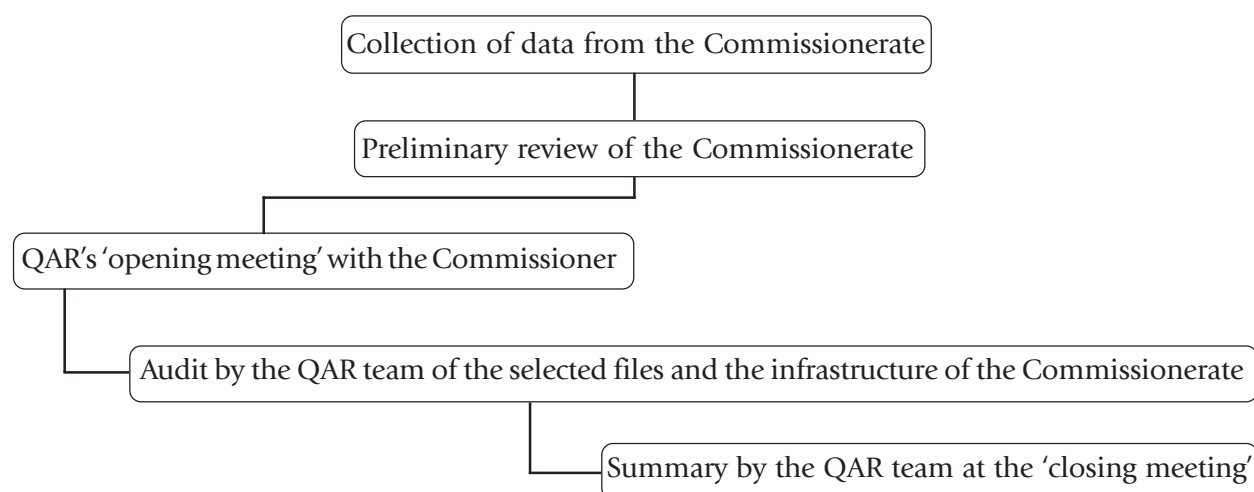 Collection of data from the Commissionerate
Preliminary review of the Commissionerate
QAR's ‘opening meeting’ with the Commissioner
Audit by the QAR team of the selected files and the infrastructure of the Commissionerate
Summary by the QAR team at the ‘closing meeting’